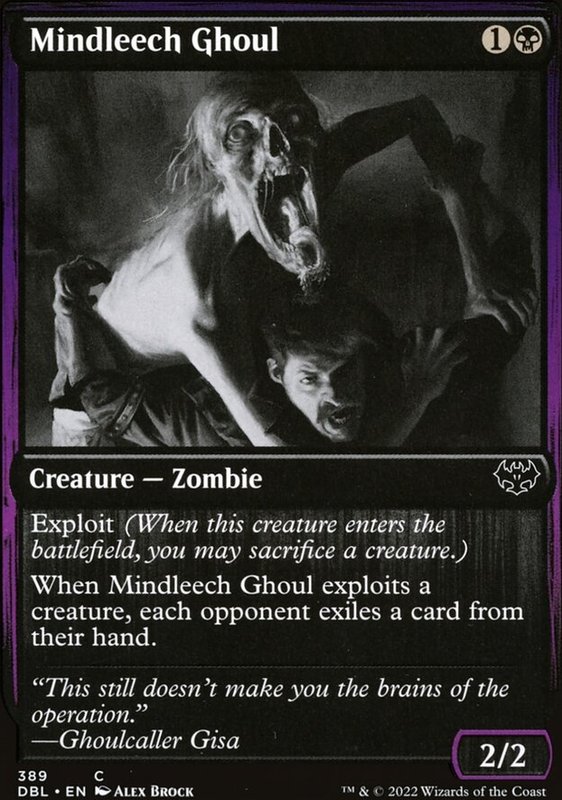 Mindleech Ghoul 1
Creature — Zombie
Exploit (When this creature enters the
battlefield, you may sacrifice a creature.)
When Mindleech Ghoul exploits a
creature, each opponent exiles a card from
their hand.
“This still doesn’t make you the brains of the
operation.”
—Ghoulcaller Gisa
2/2
389 C
DBL • EN ALEX BROCK
™ & © 2022 Wizards of the Coast